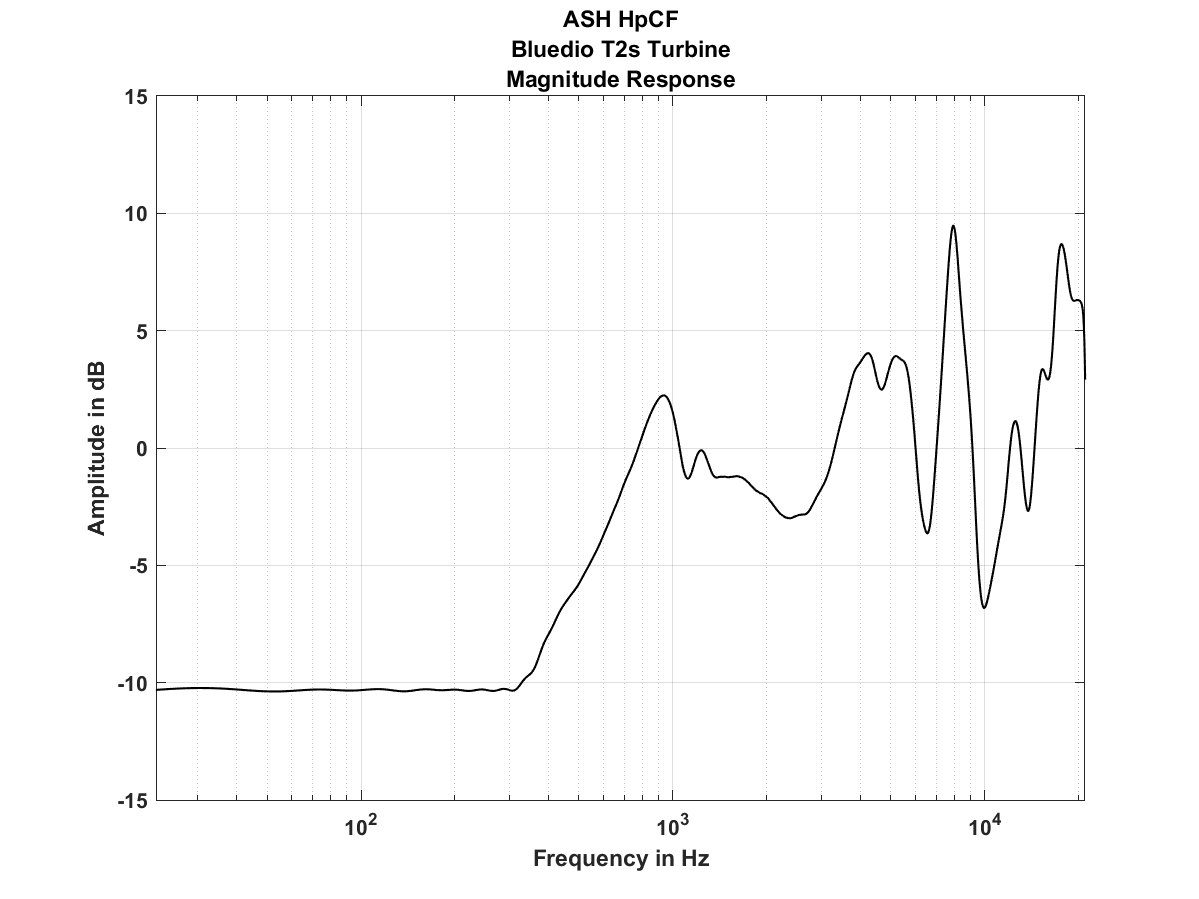 ASH HpCF
Bluedio T2s Turbine
Magnitude Response
15
10
5
0
-5
-10
-15
Amplitude in dB
10² 10³ 10⁴
Frequency in Hz